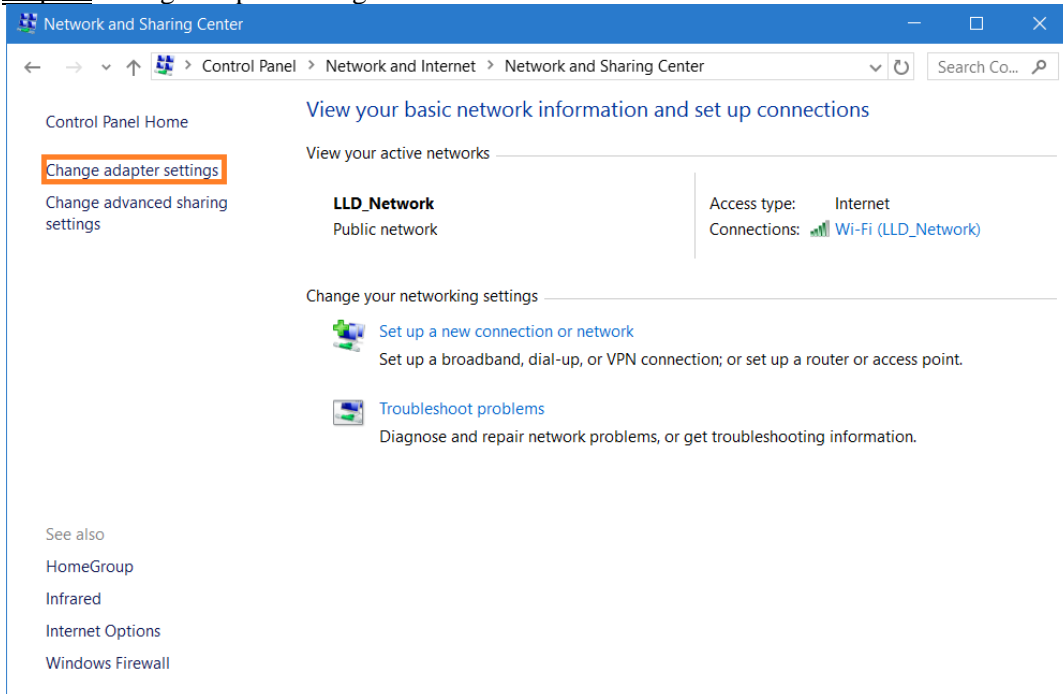 Network and Sharing Center
Control Panel > Network and Internet > Network and Sharing Center
Search Co...
Control Panel Home
Change adapter settings
Change advanced sharing
settings
View your basic network information and set up connections
View your active networks
LLD_Network
Public network
Access type: Internet
Connections: Wi-Fi (LLD_Network)
Change your networking settings
Set up a new connection or network
Set up a broadband, dial-up, or VPN connection; or set up a router or access point.
Troubleshoot problems
Diagnose and repair network problems, or get troubleshooting information.
See also
HomeGroup
Infrared
Internet Options
Windows Firewall